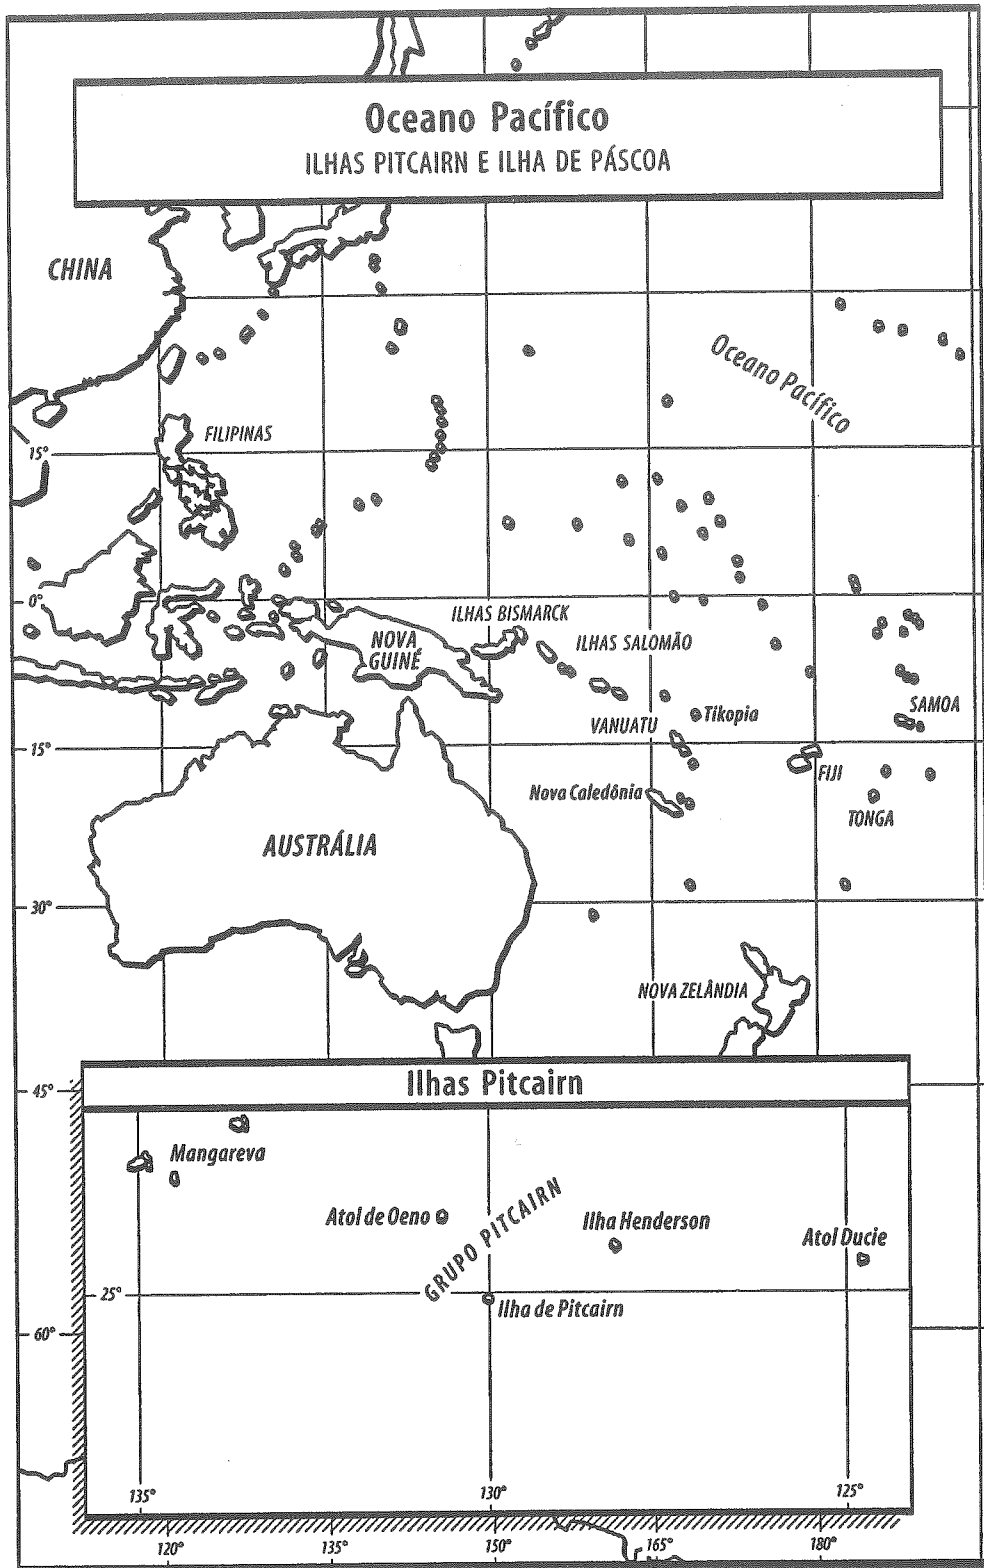 Oceano Pacífico
ILHAS PITCAIRN E ILHA DE PÁSCOA
CHINA
Oceano Pacífico
FILIPINAS
15°
0°
ILHAS BISMARCK
NOVA
GUINÉ
ILHAS SALOMÃO
SAMOA
Tikopia
VANUATU
15°
FIJI
Nova Caledônia
TONGA
AUSTRÁLIA
30°
NOVA ZELÂNDIA
45°
Ilhas Pitcairn
Mangareva
Atol de Oeno
GRUPO PITCAIRN
Ilha Henderson
Atol Ducie
25°
Ilha de Pitcairn
60°
135°
130°
125°
120°
135°
150°
165°
180°